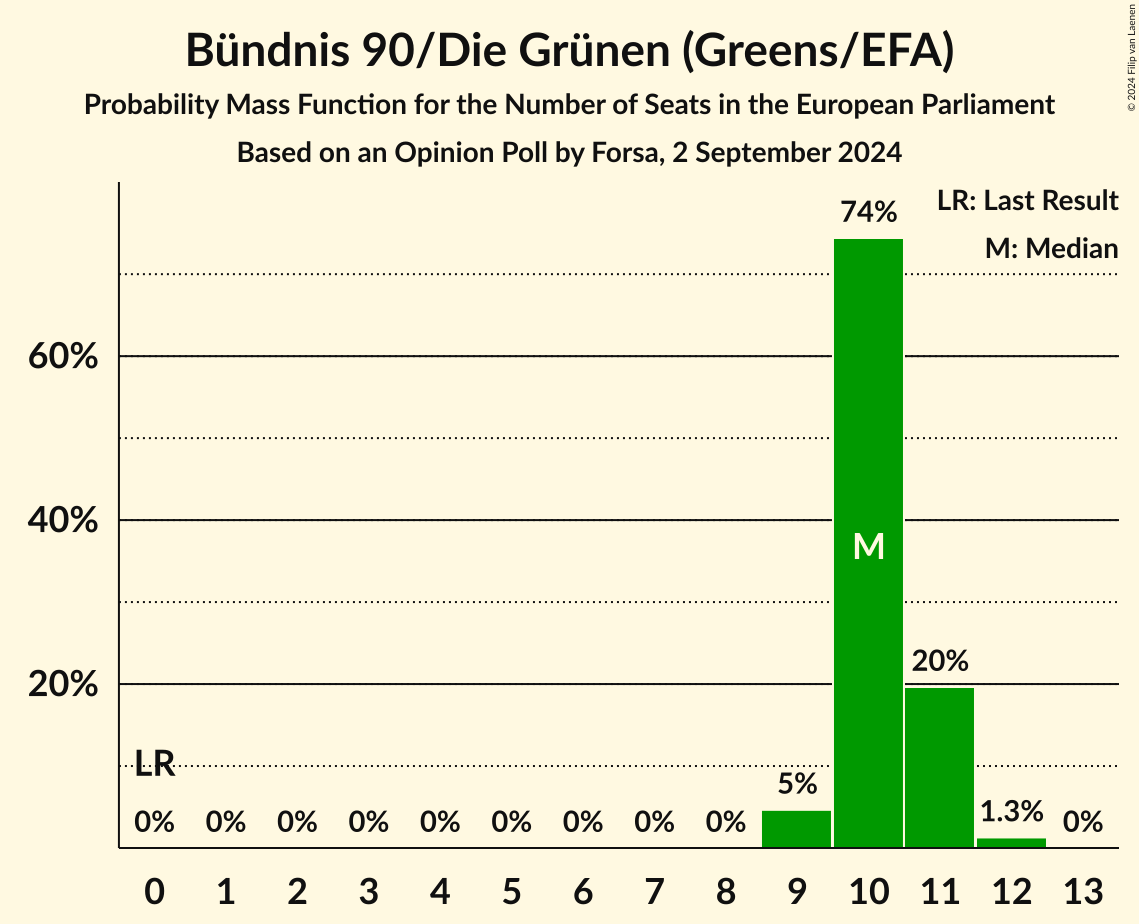 Bündnis 90/Die Grünen (Greens/EFA)
Probability Mass Function for the Number of Seats in the European Parliament
Based on an Opinion Poll by Forsa, 2 September 2024
© 2024 Filip van Laenen
LR: Last Result
M: Median
74%
60%
40%
M
20%
20%
LR
5%
1.3%
0% 0% 0% 0% 0% 0% 0% 0% 0% 0%
0 1 2 3 4 5 6 7 8 9 10 11 12 13